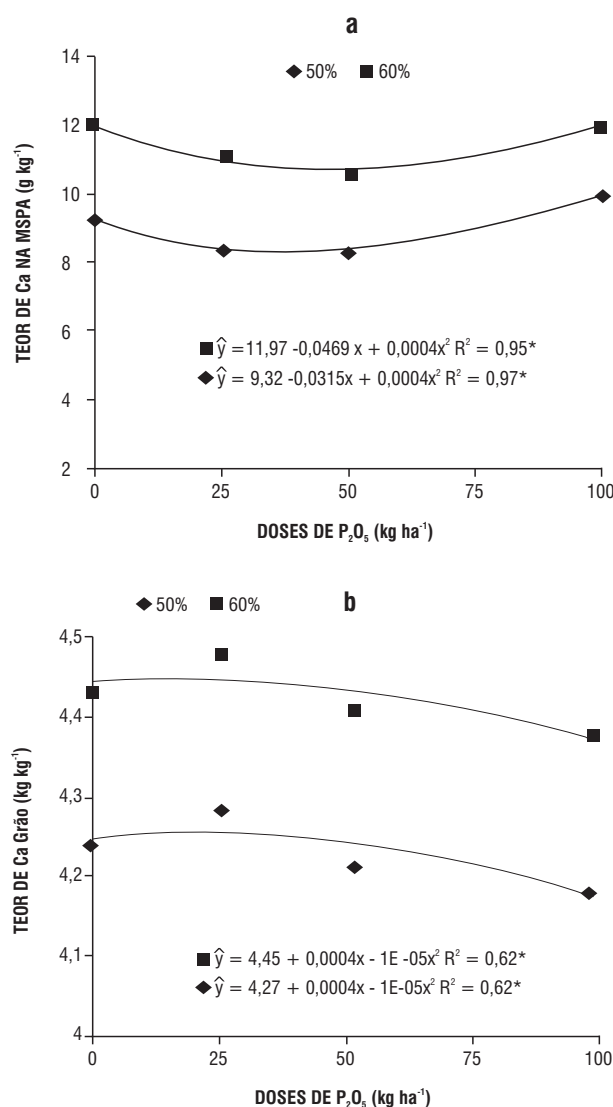 a
50% 60%
14
12
10
8
6
4
2
TEOR DE Ca NA MSPA (g kg⁻¹)
ŷ =11,97 -0,0469 x + 0,0004x² R² = 0,95*
ŷ = 9,32 -0,0315x + 0,0004x² R² = 0,97*
0 25 50 75 100
DOSES DE P₂O₅ (kg ha⁻¹)
b
50% 60%
4,5
4,4
4,3
4,2
4,1
4
TEOR DE Ca Grão (kg kg⁻¹)
ŷ = 4,45 + 0,0004x - 1E -05x² R² = 0,62*
ŷ = 4,27 + 0,0004x - 1E-05x² R² = 0,62*
0 25 50 75 100
DOSES DE P₂O₅ (kg ha⁻¹)